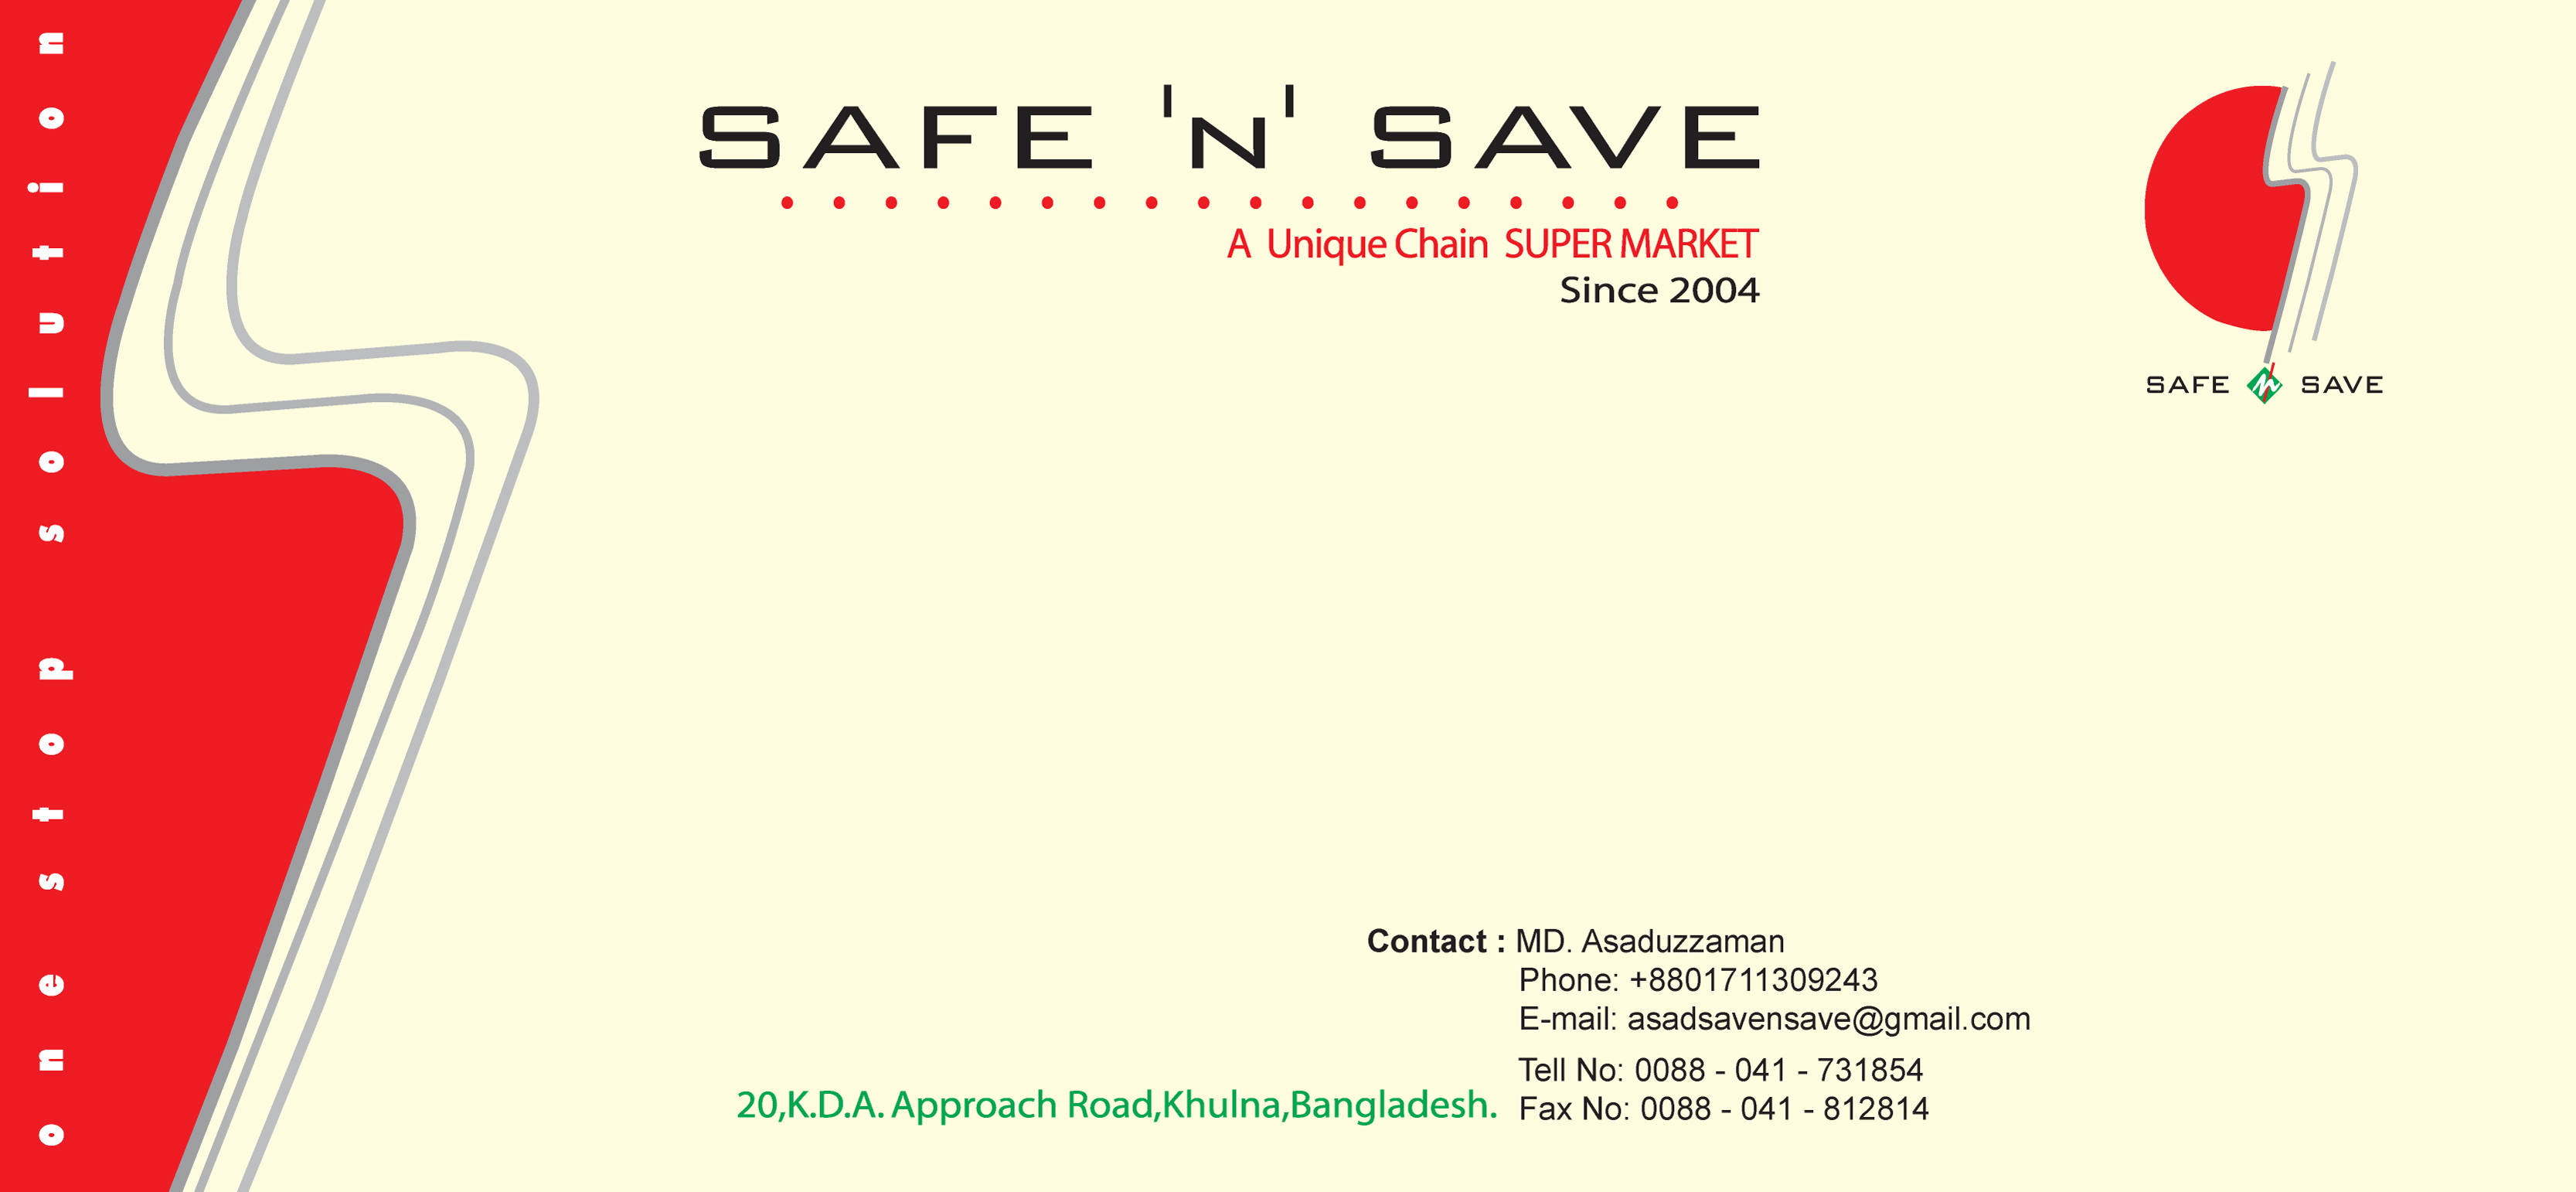 one stop solution
SAFE 'N' SAVE
A Unique Chain SUPER MARKET
Since 2004
SAFE N SAVE
Contact : MD. Asaduzzaman
Phone: +8801711309243
E-mail: asadsavensave@gmail.com
Tell No: 0088 - 041 - 731854
Fax No: 0088 - 041 - 812814
20,K.D.A. Approach Road,Khulna,Bangladesh.